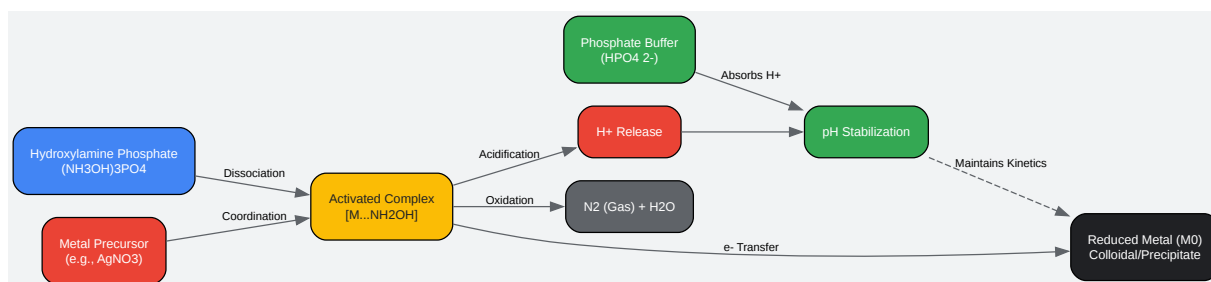 Phosphate Buffer
(HPO4 2-)
Absorbs H+
H+ Release
pH Stabilization
Hydroxylamine Phosphate
(NH3OH)3PO4
Acidification
Maintains Kinetics
Dissociation
Activated Complex
[M...NH2OH]
Oxidation
N2 (Gas) + H2O
Coordination
Metal Precursor
(e.g., AgNO3)
e- Transfer
Reduced Metal (M0)
Colloidal/Precipitate